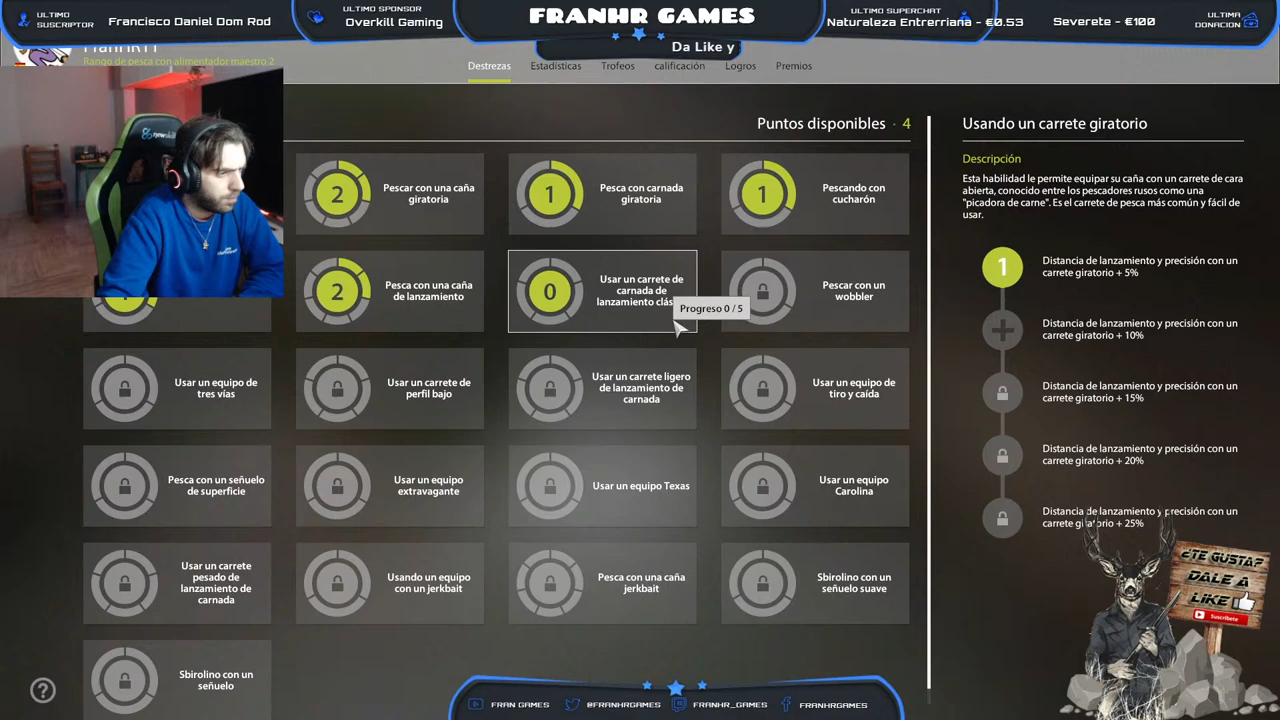 ULTIMO
SUSCRIPTOR
Francisco Daniel Dom Rod
ULTIMO SPONSOR
Overkill Gaming
FRANHR GAMES
Da Like y
ULTIMO SUPERCHAT
Naturaleza Entrerriana - €0.53
Severete - €100
ULTIMA
DONACION
Rango de pesca con alimentador maestro 2
Destrezas
Estadísticas
Trofeos
calificación
Logros
Premios
Puntos disponibles · 4
2
Pescar con una caña
giratoria
1
Pesca con carnada
giratoria
1
Pescando con
cucharón
2
Pesca con una caña
de lanzamiento
0
Usar un carrete de
carnada de
lanzamiento
Progreso 0 / 5
Pescar con un
wobbler
Usar un equipo de
tres vías
Usar un carrete de
perfil bajo
Usar un carrete ligero
de lanzamiento de
carnada
Usar un equipo de
tiro y caída
Pesca con un señuelo
de superficie
Usar un equipo
extravagante
Usar un equipo Texas
Usar un equipo
Carolina
Usar un carrete
pesado de
lanzamiento de
carnada
Usando un equipo
con un jerkbait
Pesca con una caña
jerkbait
Sbirolino con un
señuelo suave
Sbirolino con un
señuelo
?
Usando un carrete giratorio
Descripción
Esta habilidad le permite equipar su caña con un carrete de cara
abierta, conocido entre los pescadores rusos como una
"picadora de carne". Es el carrete de pesca más común y fácil de
usar.
1
Distancia de lanzamiento y precisión con un
carrete giratorio + 5%
Distancia de lanzamiento y precisión con un
carrete giratorio + 10%
Distancia de lanzamiento y precisión con un
carrete giratorio + 15%
Distancia de lanzamiento y precisión con un
carrete giratorio + 20%
Distancia de lanzamiento y precisión con un
carrete giratorio + 25%
¿TE GUSTA?
DALE A
LIKE
Suscríbete
FRAN GAMES
@FRANHRGAMES
FRANHR_GAMES
FRANHRGAMES